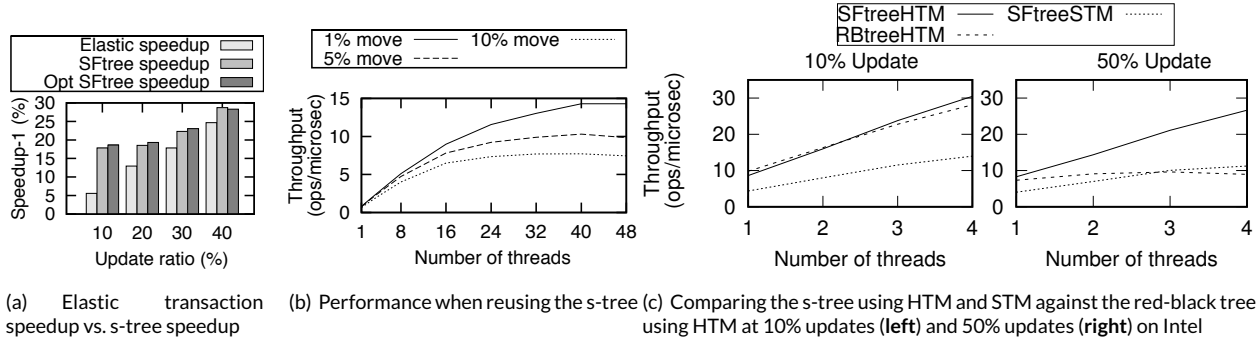 Elastic speedup
SFtree speedup
Opt SFtree speedup
Speedup-1 (%)
30
25
20
15
10
5
0
10 20 30 40
Update ratio (%)
(a) Elastic transaction
speedup vs. s-tree speedup
1% move
10% move
5% move
Throughput
(ops/microsec)
15
10
5
0
1 8 16 24 32 40 48
Number of threads
(b) Performance when reusing the s-tree
SFtreeHTM
SFtreeSTM
RBtreeHTM
10% Update
Throughput
(ops/microsec)
30
20
10
0
1 2 3 4
Number of threads
50% Update
30
20
10
0
1 2 3 4
Number of threads
(c) Comparing the s-tree using HTM and STM against the red-black tree
using HTM at 10% updates (left) and 50% updates (right) on Intel